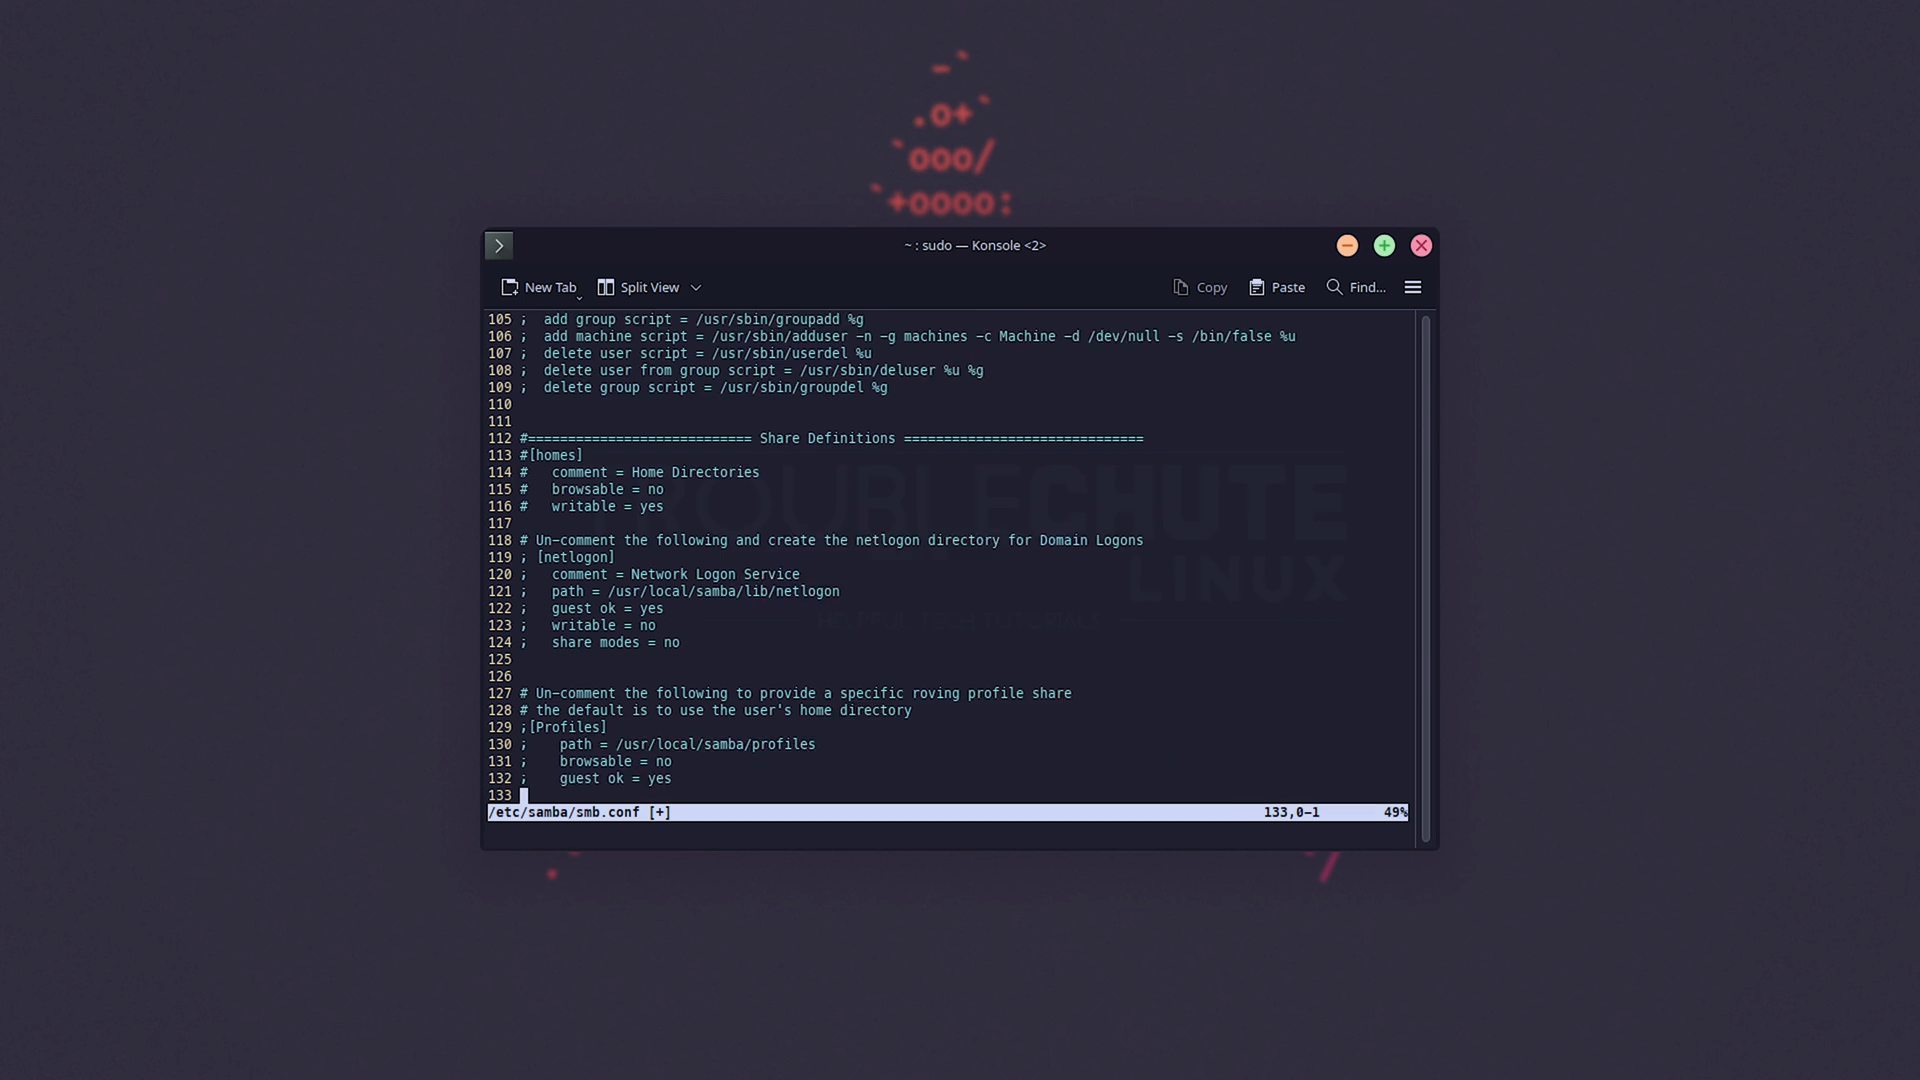 -`
.o+`
`ooo/
`+oooo:
~ : sudo — Konsole <2>
New Tab Split View Copy Paste Find...
105 ;  add group script = /usr/sbin/groupadd %g
106 ;  add machine script = /usr/sbin/adduser -n -g machines -c Machine -d /dev/null -s /bin/false %u
107 ;  delete user script = /usr/sbin/userdel %u
108 ;  delete user from group script = /usr/sbin/deluser %u %g
109 ;  delete group script = /usr/sbin/groupdel %g
110
111
112 #============================ Share Definitions ==============================
113 #[homes]
114 #   comment = Home Directories
115 #   browsable = no
116 #   writable = yes
117
118 # Un-comment the following and create the netlogon directory for Domain Logons
119 ; [netlogon]
120 ;   comment = Network Logon Service
121 ;   path = /usr/local/samba/lib/netlogon
122 ;   guest ok = yes
123 ;   writable = no
124 ;   share modes = no
125
126
127 # Un-comment the following to provide a specific roving profile share
128 # the default is to use the user's home directory
129 ;[Profiles]
130 ;    path = /usr/local/samba/profiles
131 ;    browsable = no
132 ;    guest ok = yes
133
/etc/samba/smb.conf [+] 133,0-1 49%
TROUBLECHUTE
LINUX
HELPFUL TECH TUTORIALS